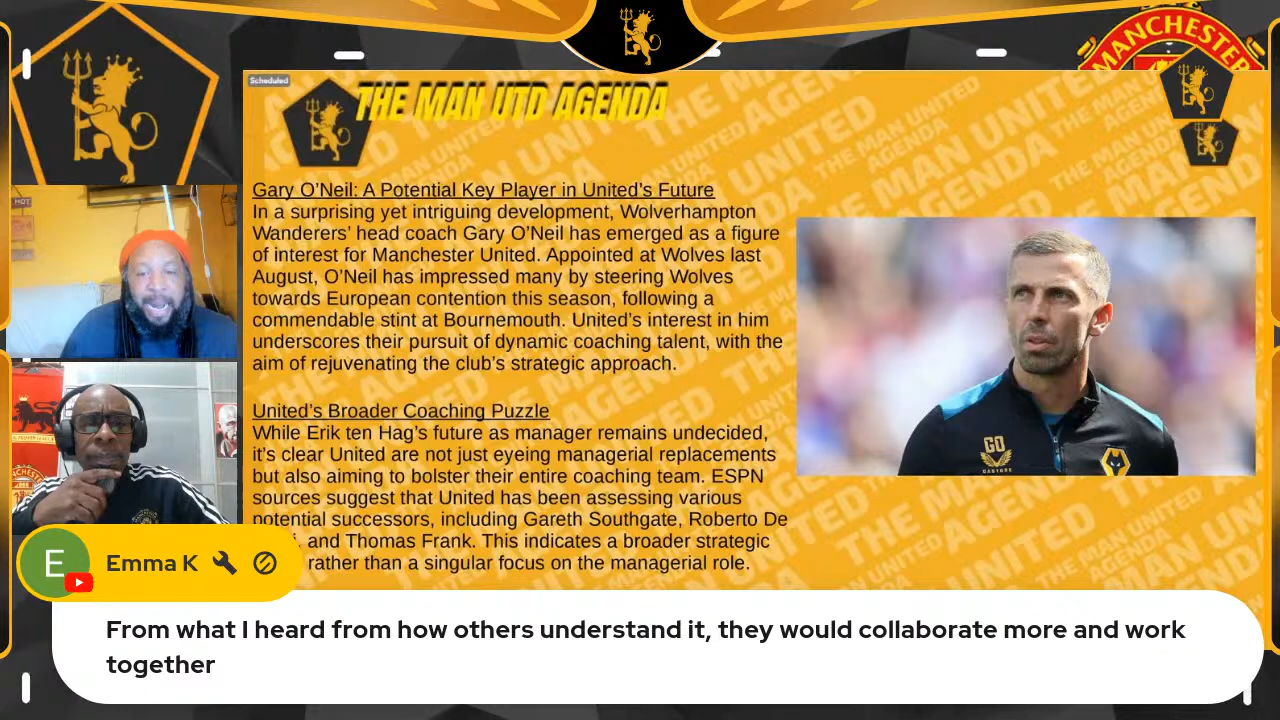 MANCHESTER
Scheduled
THE MAN UTD AGENDA
Gary O'Neil: A Potential Key Player in United's Future
In a surprising yet intriguing development, Wolverhampton
Wanderers' head coach Gary O'Neil has emerged as a figure
of interest for Manchester United. Appointed at Wolves last
August, O'Neil has impressed many by steering Wolves
towards European contention this season, following a
commendable stint at Bournemouth. United's interest in him
underscores their pursuit of dynamic coaching talent, with the
aim of rejuvenating the club's strategic approach.
United's Broader Coaching Puzzle
While Erik ten Hag's future as manager remains undecided,
it's clear United are not just eyeing managerial replacements
but also aiming to bolster their entire coaching team. ESPN
sources suggest that United has been assessing various
potential successors, including Gareth Southgate, Roberto De
and Thomas Frank. This indicates a broader strategic
rather than a singular focus on the managerial role.
GO
E
Emma K
From what I heard from how others understand it, they would collaborate more and work
together